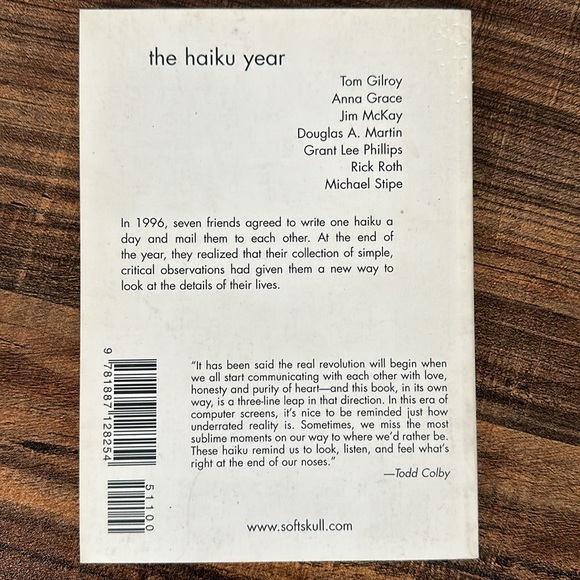 the haiku year
Tom Gilroy
Anna Grace
Jim McKay
Douglas A. Martin
Grant Lee Phillips
Rick Roth
Michael Stipe
In 1996, seven friends agreed to write one haiku a
day and mail them to each other. At the end of
the year, they realized that their collection of simple,
critical observations had given them a new way to
look at the details of their lives.
"It has been said the real revolution will begin when
we all start communicating with each other with love,
honesty and purity of heart—and this book, in its own
way, is a three-line leap in that direction. In this era of
computer screens, it's nice to be reminded just how
underrated reality is. Sometimes, we miss the most
sublime moments on our way to where we'd rather be.
These haiku remind us to look, listen, and feel what's
right at the end of our noses."
—Todd Colby
9 781887 128254
51100
www.softskull.com